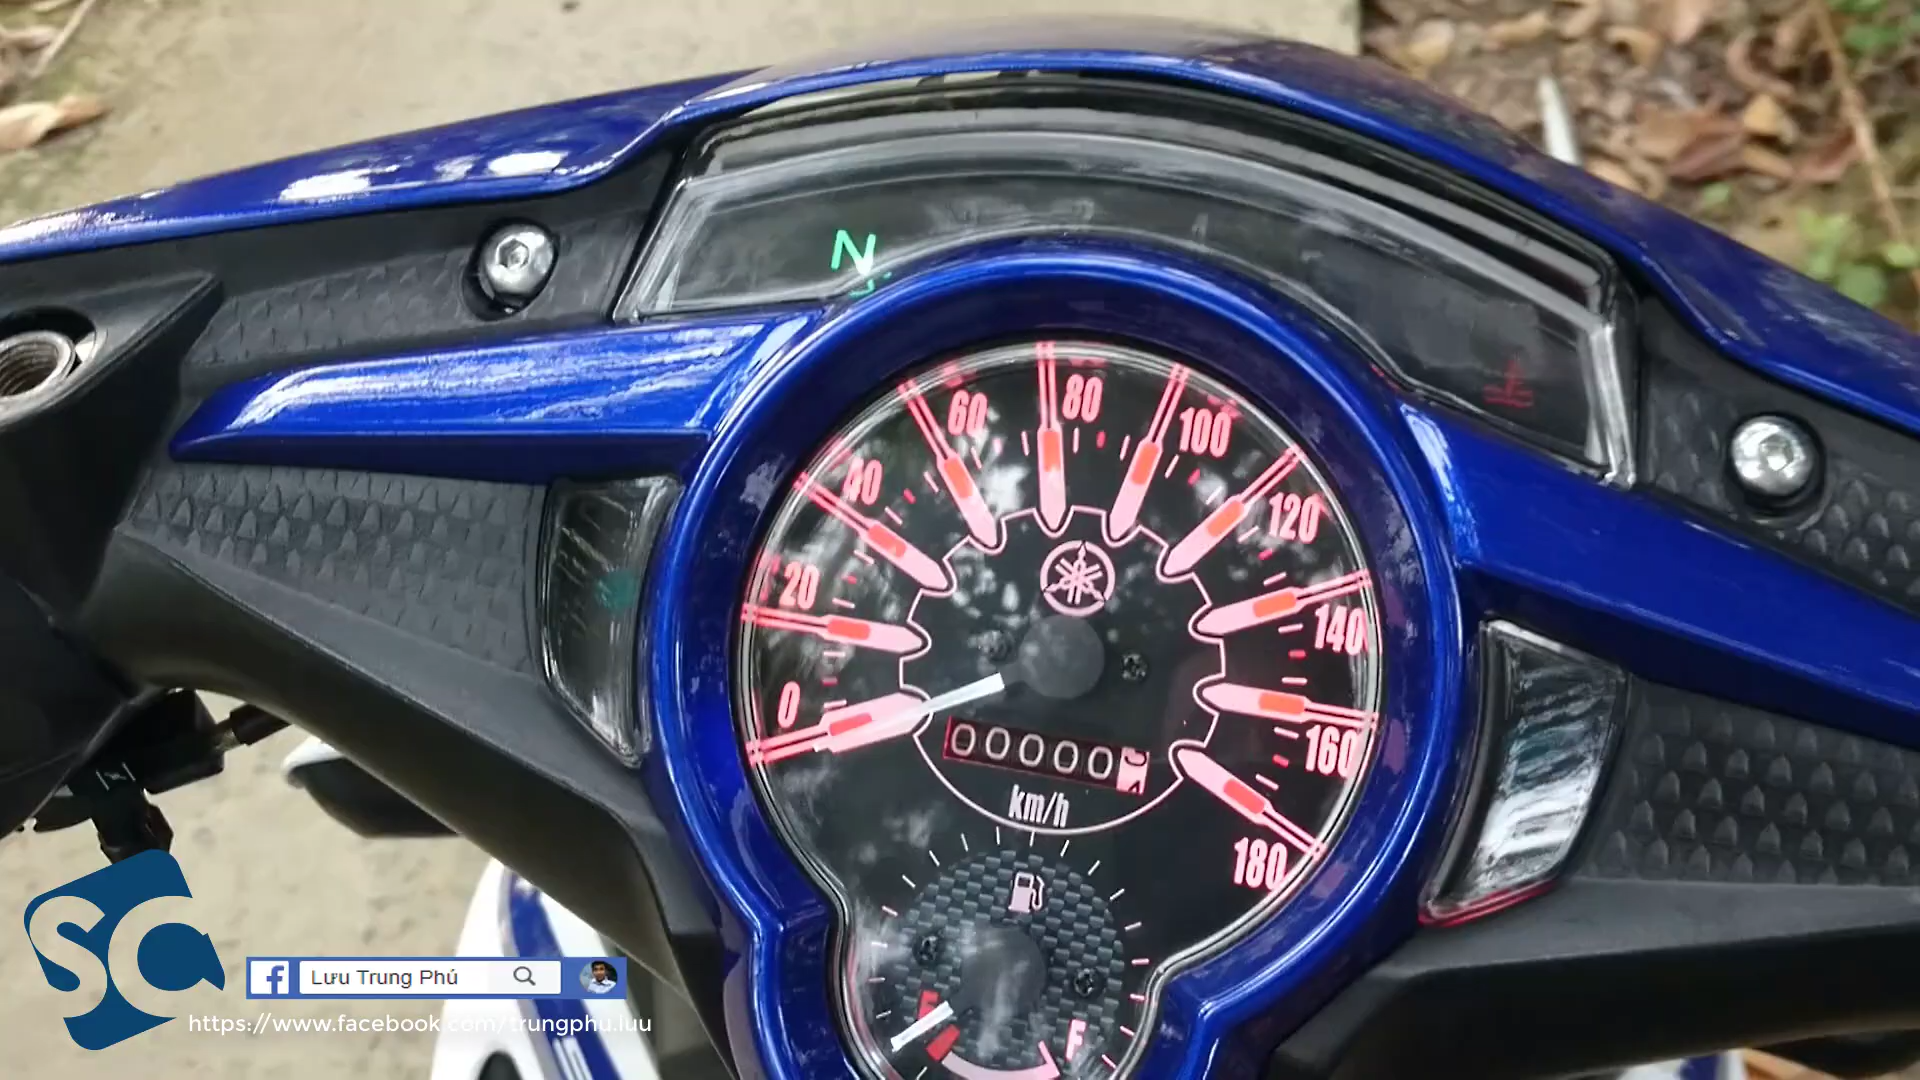 N
0
20
40
60
80
100
120
140
160
180
000000
km/h
E
F
SC
Lưu Trung Phú
https://www.facebook.com/trungphu.luu